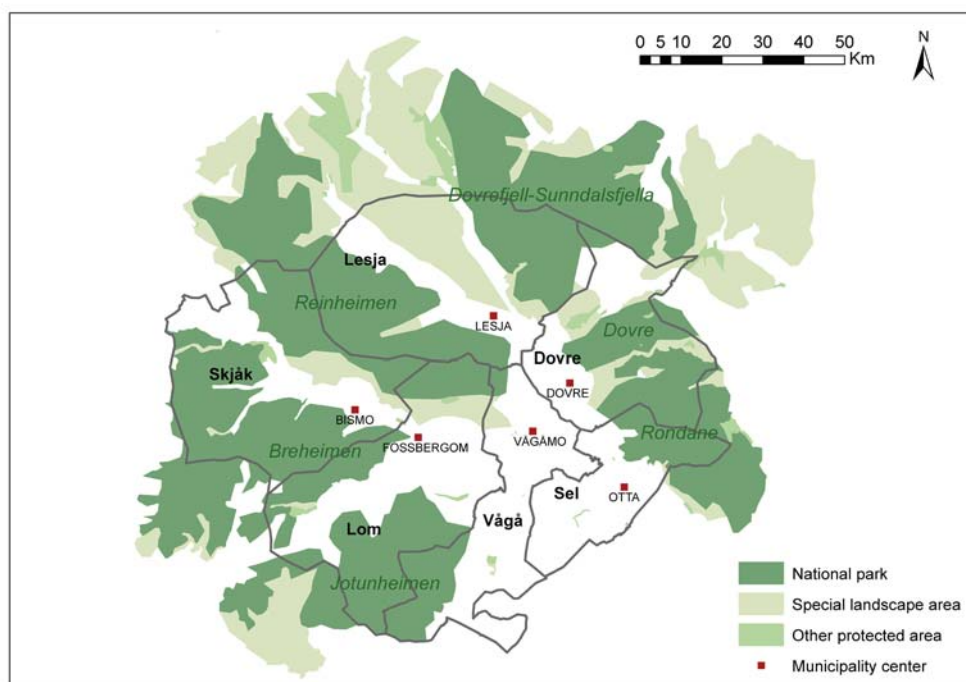 N
0 5 10 20 30 40 50
Km
Dovrefjell-Sunndalsfjella
Lesja
Reinheimen
LESJA
Dovre
Dovre
Skjåk
DOVRE
BISMO
VÅGÅMO
Rondane
FOSSBERGOM
Breheimen
Sel
OTTA
Vågå
Lom
Jotunheimen
National park
Special landscape area
Other protected area
Municipality center